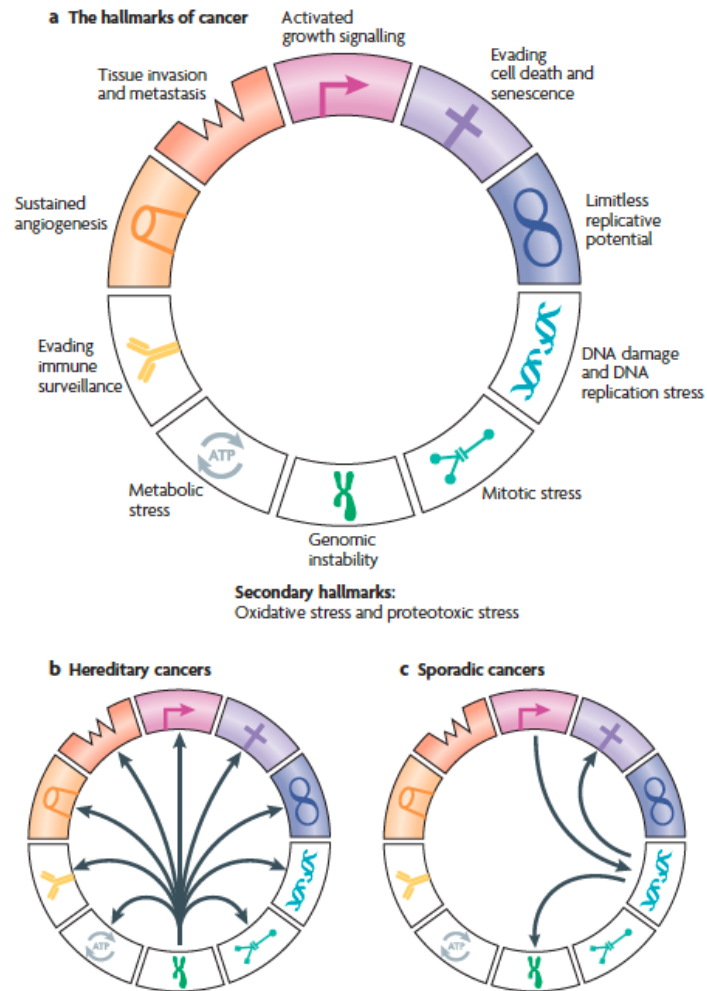 a The hallmarks of cancer
Activated
growth signalling
Evading
cell death and
senescence
Limitless
replicative
potential
DNA damage
and DNA
replication stress
Mitotic stress
Genomic
instability
Metabolic
stress
ATP
Evading
immune
surveillance
Sustained
angiogenesis
Tissue invasion
and metastasis
Secondary hallmarks:
Oxidative stress and proteotoxic stress
b Hereditary cancers
ATP
c Sporadic cancers
ATP